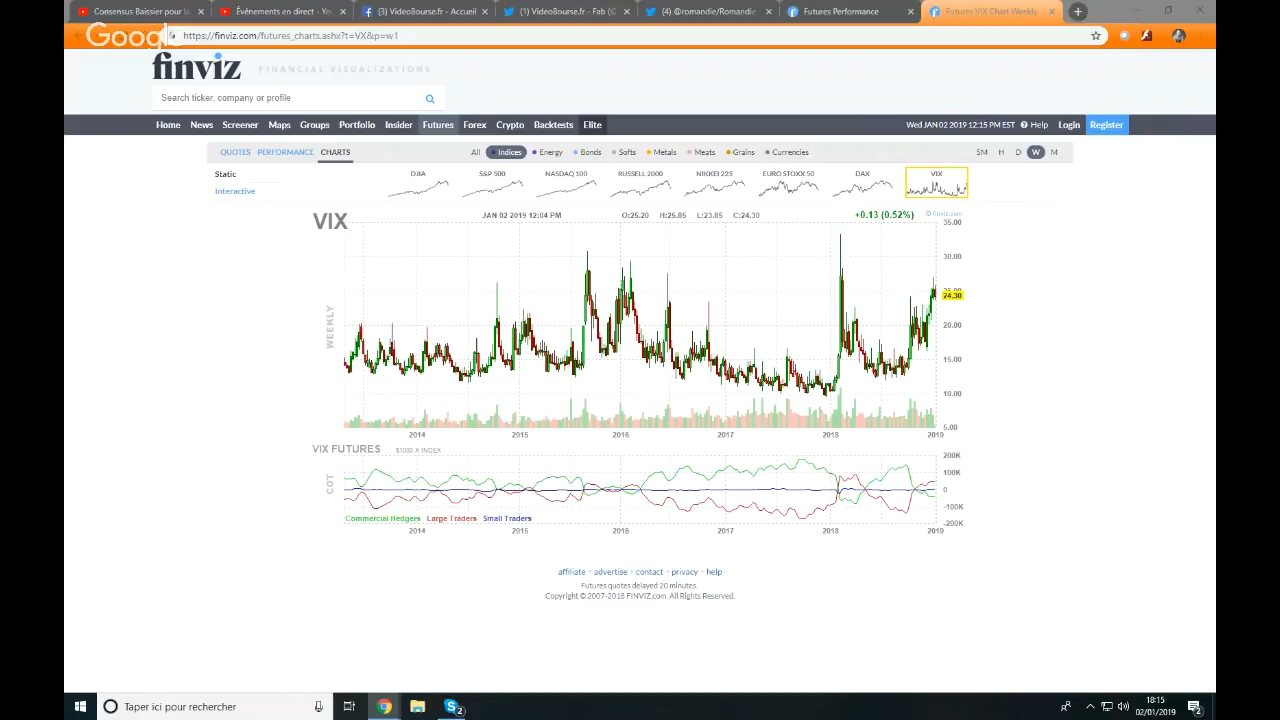 Consensus Baissier pour le
Événements en direct - Yo
(3) VideoBourse.fr - Accueil
(1) VideoBourse.fr - Fab (
(4) @romandie/Romandie
Futures Performance
Futures VIX Chart Weekly
Google
https://finviz.com/futures_charts.ashx?t=VX&p=w1
finviz FINANCIAL VISUALIZATIONS
Search ticker, company or profile
Home News Screener Maps Groups Portfolio Insider Futures Forex Crypto Backtests Elite Wed JAN 02 2019 12:15 PM EST Help Login Register
QUOTES PERFORMANCE CHARTS All Indices Energy Bonds Softs Metals Meats Grains Currencies 5M H D W M
Static
Interactive
DJIA S&P 500 NASDAQ 100 RUSSELL 2000 NIKKEI 225 EURO STOXX 50 DAX VIX
VIX JAN 02 2019 12:04 PM O:25.20 H:25.85 L:23.85 C:24.30 +0.13 (0.52%) © finviz.com
35.00
30.00
25.00
24.30
20.00
15.00
10.00
5.00
WEEKLY
2014 2015 2016 2017 2018 2019
VIX FUTURES $1000 X INDEX
200K
100K
0
-100K
-200K
COT
Commercial Hedgers Large Traders Small Traders
2014 2015 2016 2017 2018 2019
affiliate • advertise • contact • privacy • help
Futures quotes delayed 20 minutes.
Copyright © 2007-2018 FINVIZ.com. All Rights Reserved.
Taper ici pour rechercher
2
18:15
02/01/2019
2